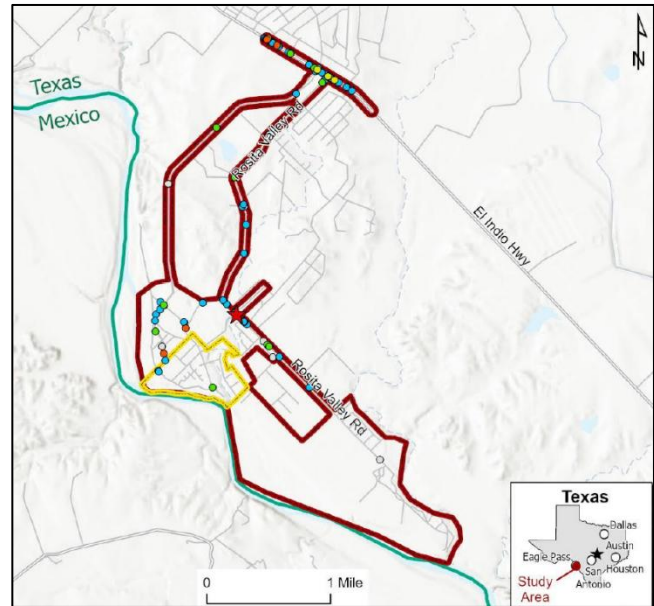 N
Texas
Mexico
Rosita Valley Rd
El Indio Hwy
Rosita Valley Rd
0 1 Mile
Texas
Dallas
Austin
Eagle Pass
Houston
San
Antonio
Study
Area